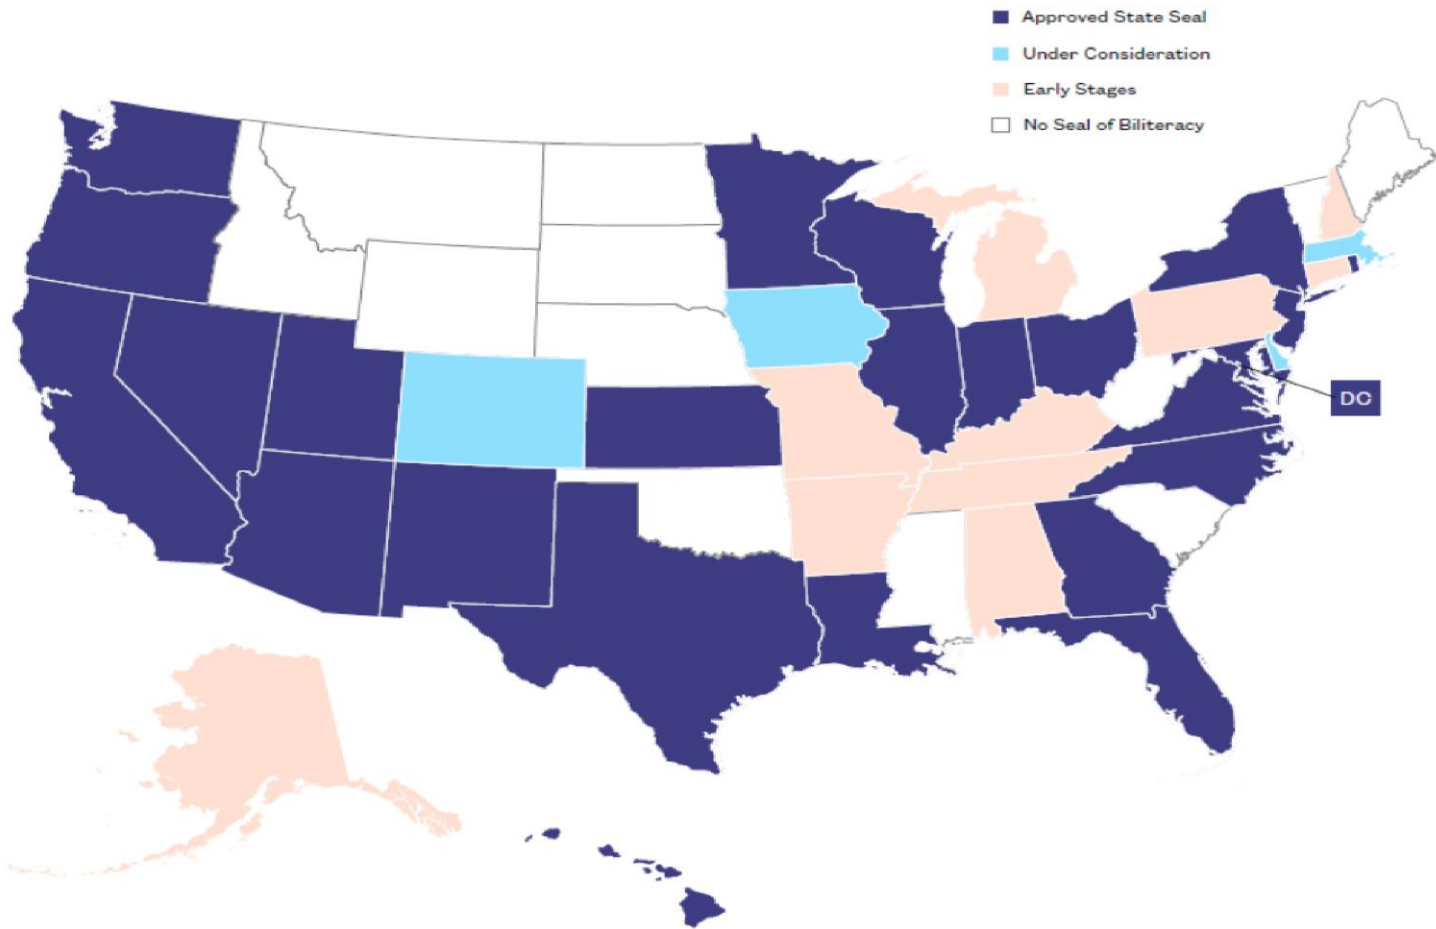 Approved State Seal
Under Consideration
Early Stages
No Seal of Biliteracy
DC